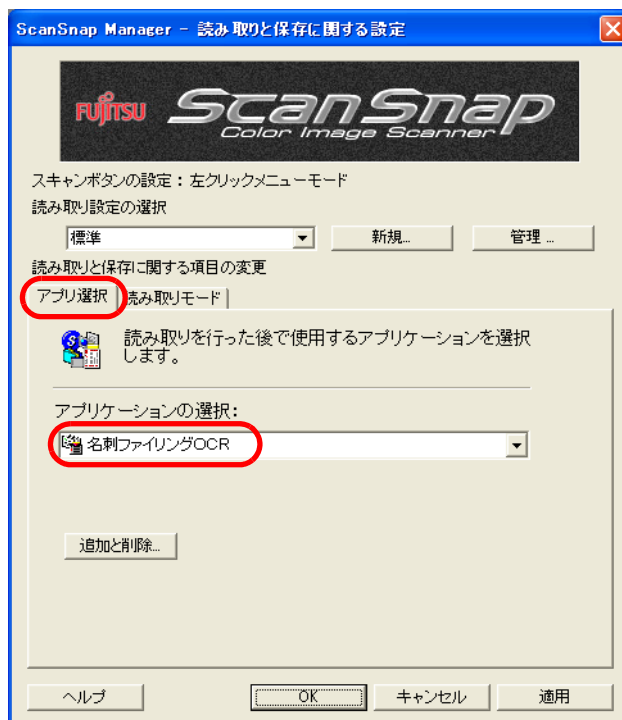 ScanSnap Manager - 読み取りと保存に関する設定
FUJITSU ScanSnap
Color Image Scanner
スキャンボタンの設定：左クリックメニューモード
読み取り設定の選択
標準 新規... 管理 ...
読み取りと保存に関する項目の変更
アプリ選択 読み取りモード
読み取りを行った後で使用するアプリケーションを選択
します。
アプリケーションの選択:
名刺ファイリングOCR
追加と削除...
ヘルプ OK キャンセル 適用